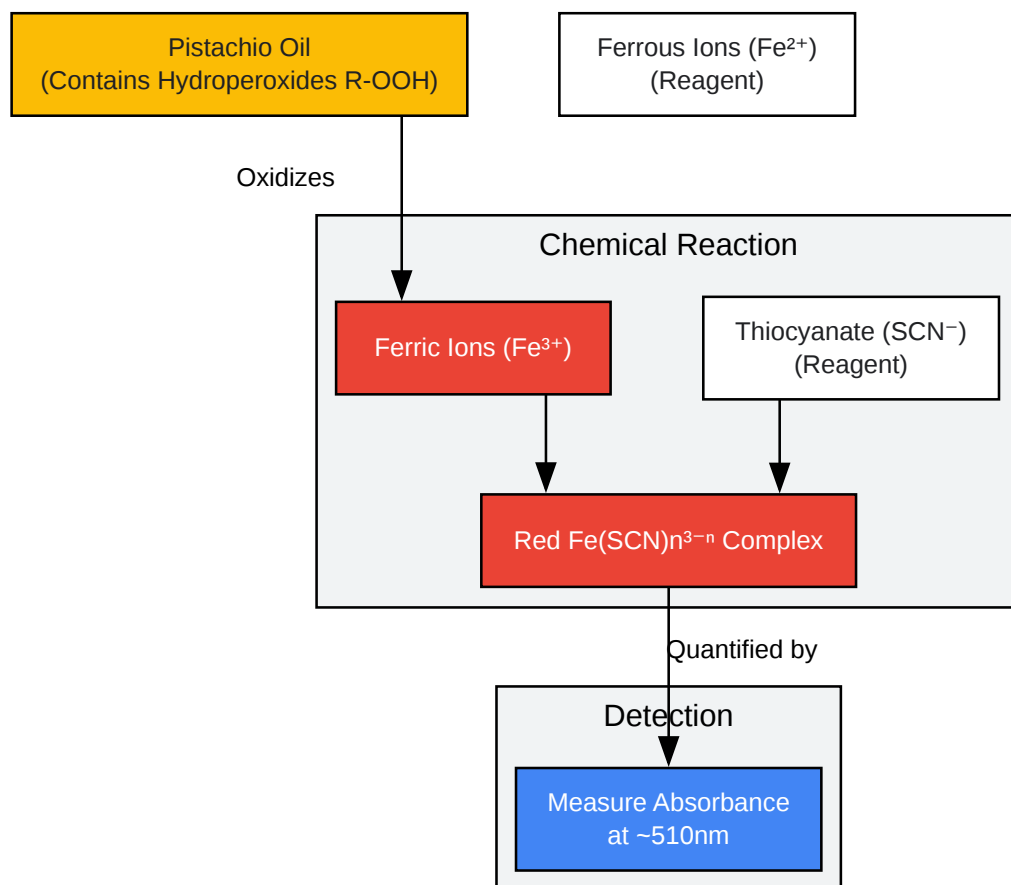 Pistachio Oil
(Contains Hydroperoxides R-OOH)
Ferrous Ions (Fe²⁺)
(Reagent)
Oxidizes
Chemical Reaction
Ferric Ions (Fe³⁺)
Thiocyanate (SCN⁻)
(Reagent)
Red Fe(SCN)n³⁻ⁿ Complex
Quantified by
Detection
Measure Absorbance
at ~510nm